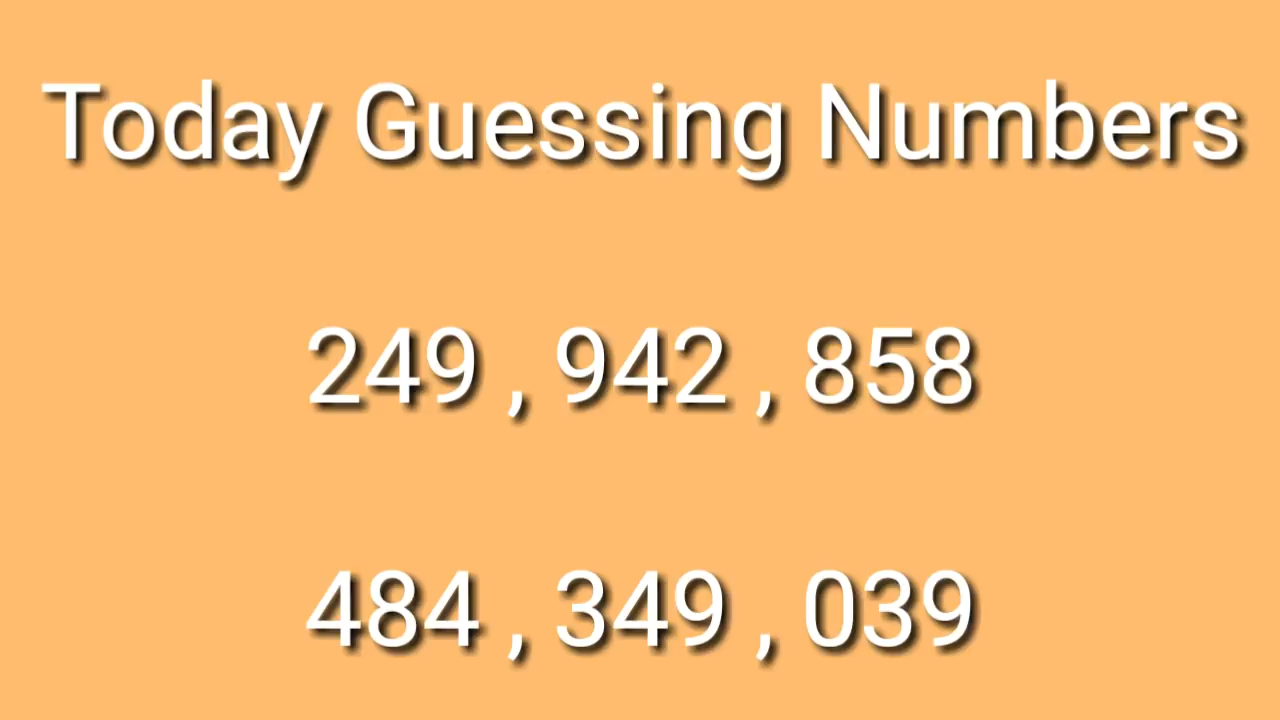 Today Guessing Numbers
249 , 942 , 858
484 , 349 , 039